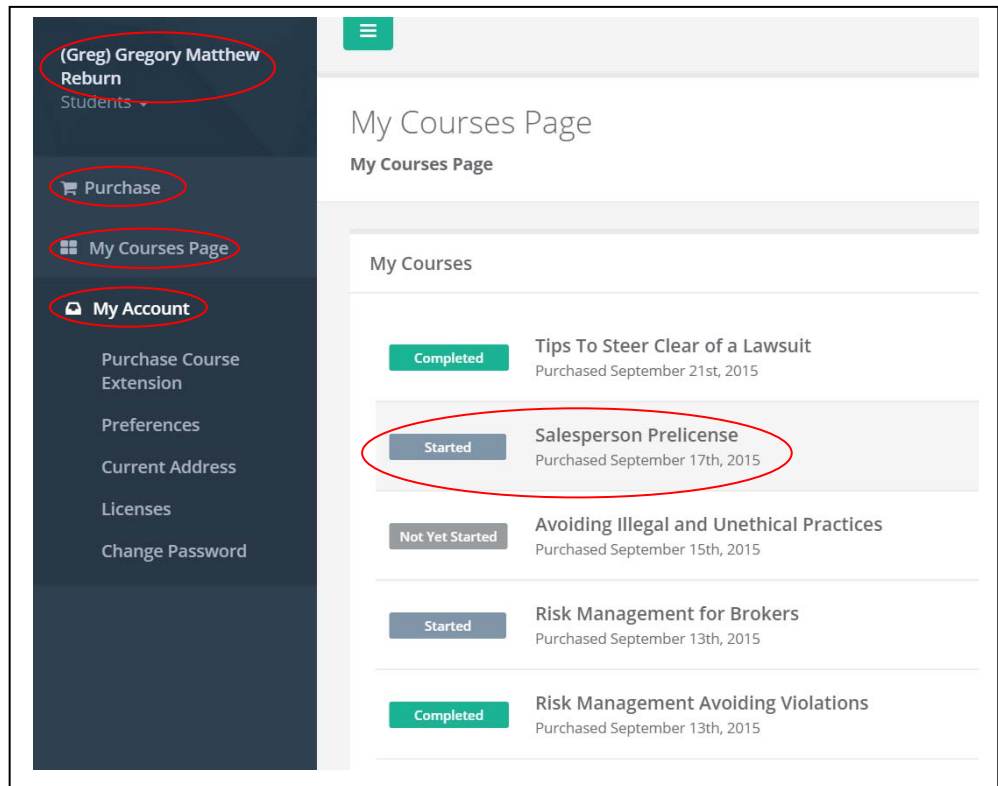 (Greg) Gregory Matthew
Reburn
Students
Purchase
My Courses Page
My Account
Purchase Course
Extension
Preferences
Current Address
Licenses
Change Password
My Courses Page
My Courses Page
My Courses
Completed
Tips To Steer Clear of a Lawsuit
Purchased September 21st, 2015
Started
Salesperson Prelicense
Purchased September 17th, 2015
Not Yet Started
Avoiding Illegal and Unethical Practices
Purchased September 15th, 2015
Started
Risk Management for Brokers
Purchased September 13th, 2015
Completed
Risk Management Avoiding Violations
Purchased September 13th, 2015